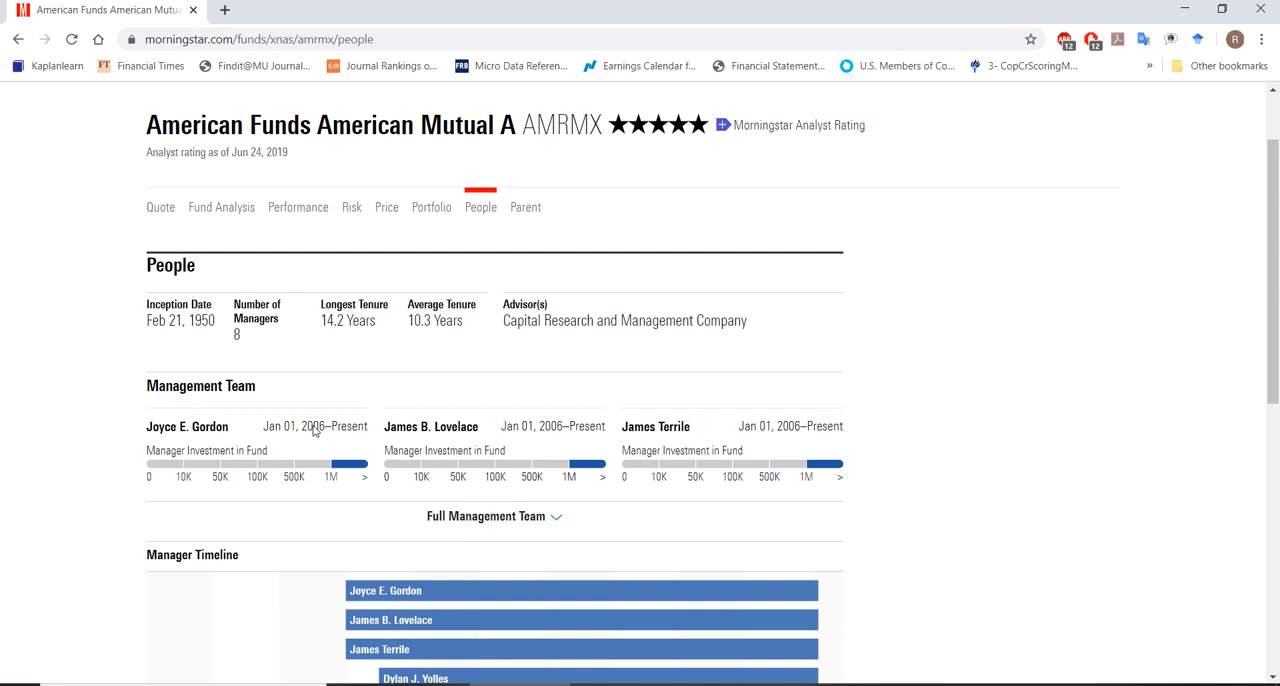 American Funds American Mutua
morningstar.com/funds/xnas/amrmx/people
12
12
R
Kaplanlearn
FT Financial Times
Findit@MU Journal...
SJR Journal Rankings o...
FRB Micro Data Referen...
Earnings Calendar f...
Financial Statement...
U.S. Members of Co...
3- CopCrScoringM...
»
Other bookmarks
American Funds American Mutual A AMRMX ★★★★★ Morningstar Analyst Rating
Analyst rating as of Jun 24, 2019
Quote Fund Analysis Performance Risk Price Portfolio People Parent
People
Inception Date
Feb 21, 1950
Number of
Managers
8
Longest Tenure
14.2 Years
Average Tenure
10.3 Years
Advisor(s)
Capital Research and Management Company
Management Team
Joyce E. Gordon Jan 01, 2006–Present
Manager Investment in Fund
0 10K 50K 100K 500K 1M >
James B. Lovelace Jan 01, 2006–Present
Manager Investment in Fund
0 10K 50K 100K 500K 1M >
James Terrile Jan 01, 2006–Present
Manager Investment in Fund
0 10K 50K 100K 500K 1M >
Full Management Team
Manager Timeline
Joyce E. Gordon
James B. Lovelace
James Terrile
Dylan J. Yolles